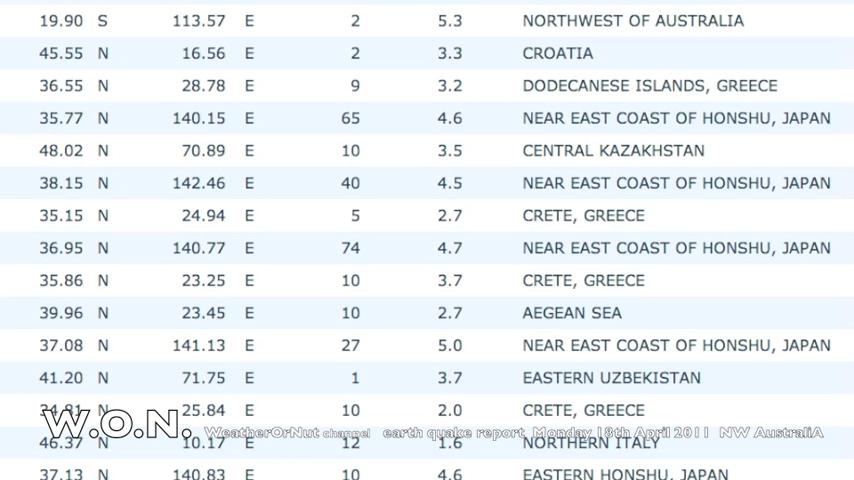 19.90 S 113.57 E 2 5.3 NORTHWEST OF AUSTRALIA
45.55 N 16.56 E 2 3.3 CROATIA
36.55 N 28.78 E 9 3.2 DODECANESE ISLANDS, GREECE
35.77 N 140.15 E 65 4.6 NEAR EAST COAST OF HONSHU, JAPAN
48.02 N 70.89 E 10 3.5 CENTRAL KAZAKHSTAN
38.15 N 142.46 E 40 4.5 NEAR EAST COAST OF HONSHU, JAPAN
35.15 N 24.94 E 5 2.7 CRETE, GREECE
36.95 N 140.77 E 74 4.7 NEAR EAST COAST OF HONSHU, JAPAN
35.86 N 23.25 E 10 3.7 CRETE, GREECE
39.96 N 23.45 E 10 2.7 AEGEAN SEA
37.08 N 141.13 E 27 5.0 NEAR EAST COAST OF HONSHU, JAPAN
41.20 N 71.75 E 1 3.7 EASTERN UZBEKISTAN
N 25.84 E 10 2.0 CRETE, GREECE
W.O.N. WeatherOrNut channel earth quake report Monday 18th April 2011 NW AustraliA
46.37 N 10.17 E 12 1.6 NORTHERN ITALY
37.13 N 140.83 E 10 4.6 EASTERN HONSHU, JAPAN